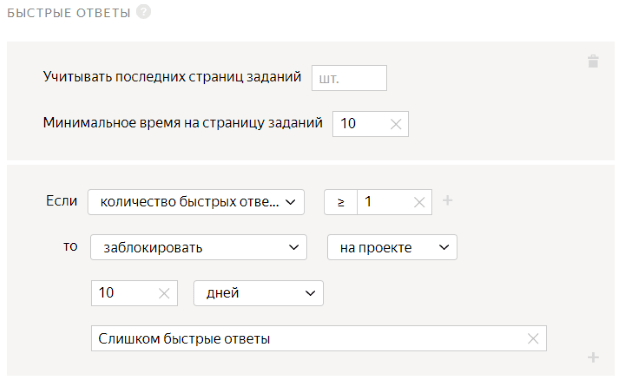 БЫСТРЫЕ ОТВЕТЫ ?
Учитывать последних страниц заданий шт.
Минимальное время на страницу заданий 10
Если количество быстрых отве... ≥ 1
то заблокировать на проекте
10 дней
Слишком быстрые ответы